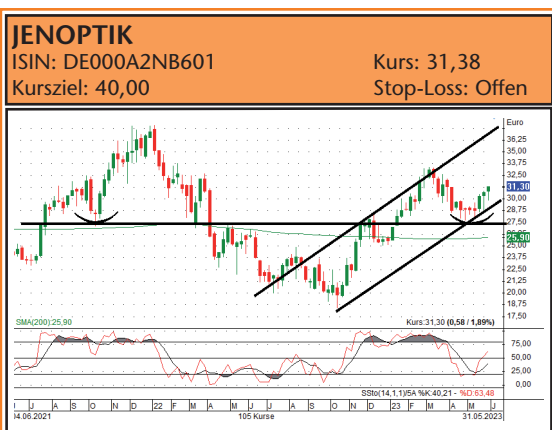 JENOPTIK
ISIN: DE000A2NB601 Kurs: 31,38
Kursziel: 40,00 Stop-Loss: Offen
Euro
36,25
35,00
33,75
32,50
31,30
30,00
28,75
27,50
25,90
25,00
23,75
22,50
21,25
20,00
18,75
17,50
SMA(200):25,90 Kurs:31,30 (0,58 / 1,89%)
75,00
50,00
25,00
0,00
SSto(14,1,1)/5A %K:40,21 - %D:63,48
J A S O N D 22 F M A M J J A S O N D 23 F M A M J
04.06.2021 105 Kurse 31.05.2023